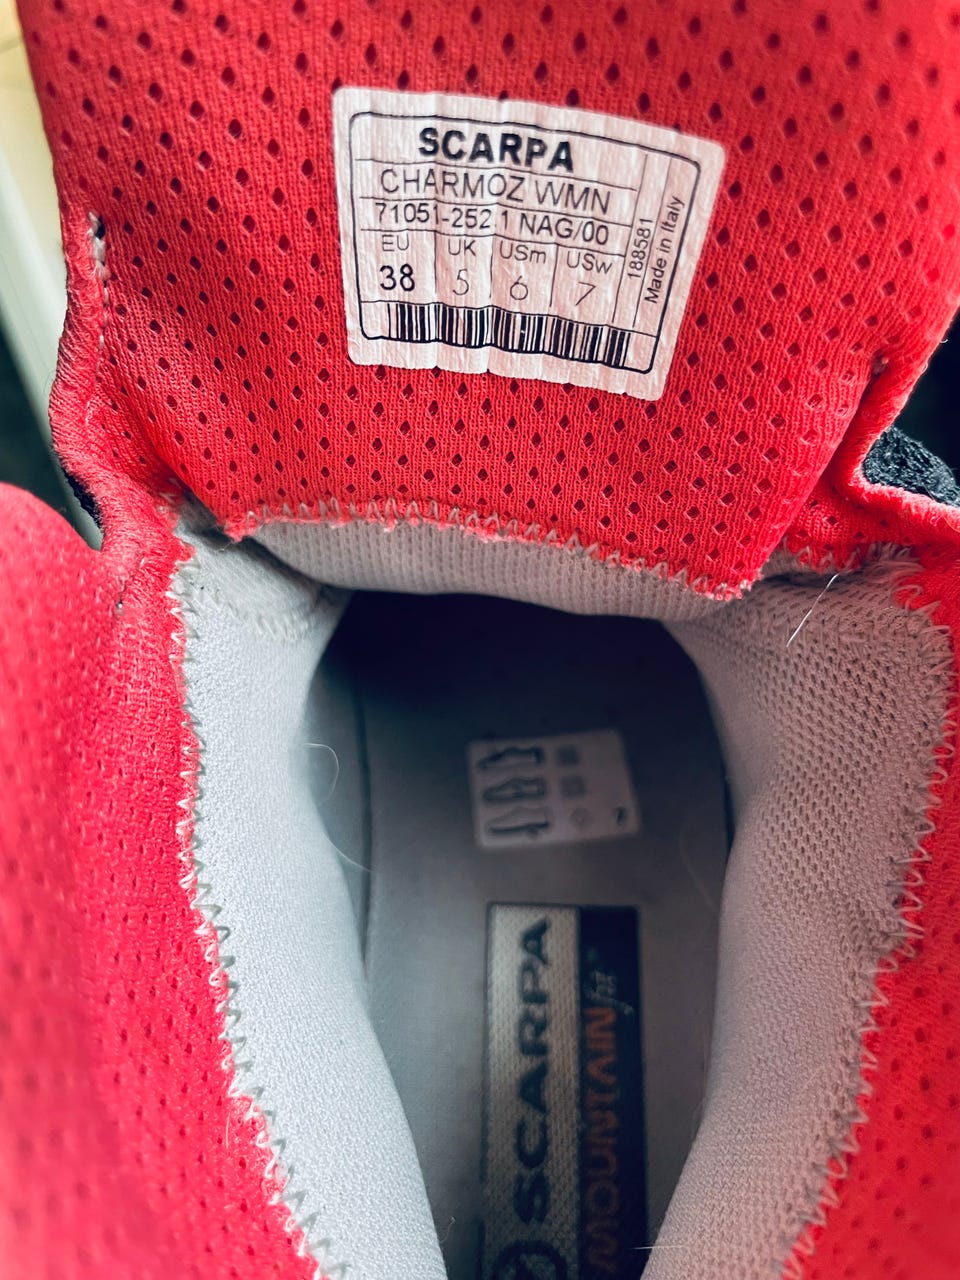 SCARPA
CHARMOZ WMN
71051-252.1 NAG/00
EU UK USm USw
38 5 6 7
188581
Made in Italy
SCARPA
MOUNTAINfit